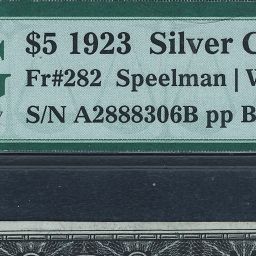 $5 1923 Silver C
Fr#282 Speelman | W
S/N A2888306B pp B